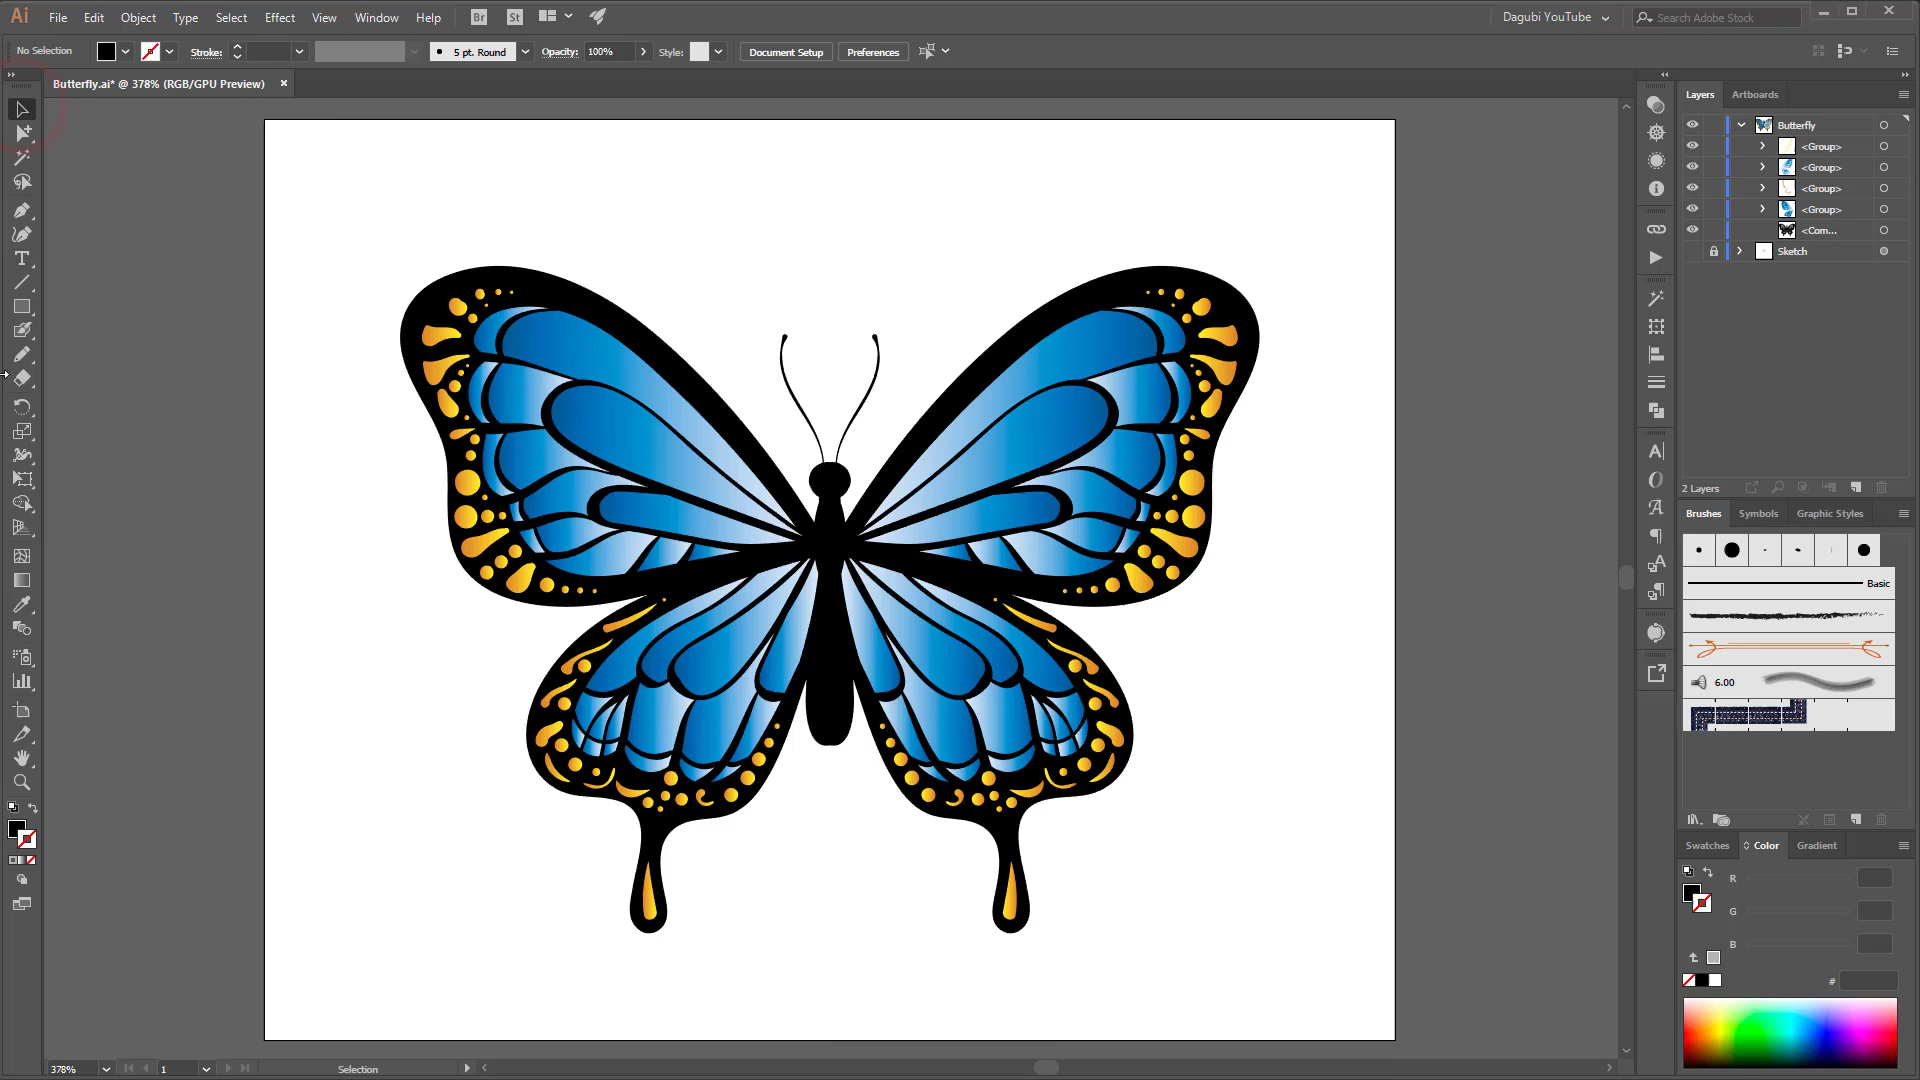 Ai File Edit Object Type Select Effect View Window Help Br St Dagubi YouTube Search Adobe Stock
No Selection Stroke: 5 pt. Round Opacity: 100% Style: Document Setup Preferences
Butterfly.ai* @ 378% (RGB/GPU Preview)
Layers Artboards
Butterfly
<Group>
<Group>
<Group>
<Group>
<Com...
Sketch
2 Layers
Brushes Symbols Graphic Styles
Basic
6.00
Swatches Color Gradient
R
G
B
#
378% 1 Selection